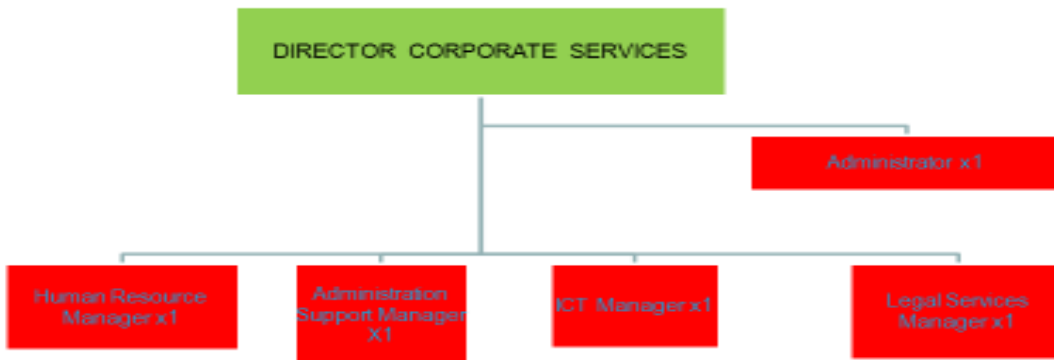 DIRECTOR CORPORATE SERVICES
Administrator x1
Human Resource
Manager x1
Administration
Support Manager
X1
ICT Manager x1
Legal Services
Manager x1